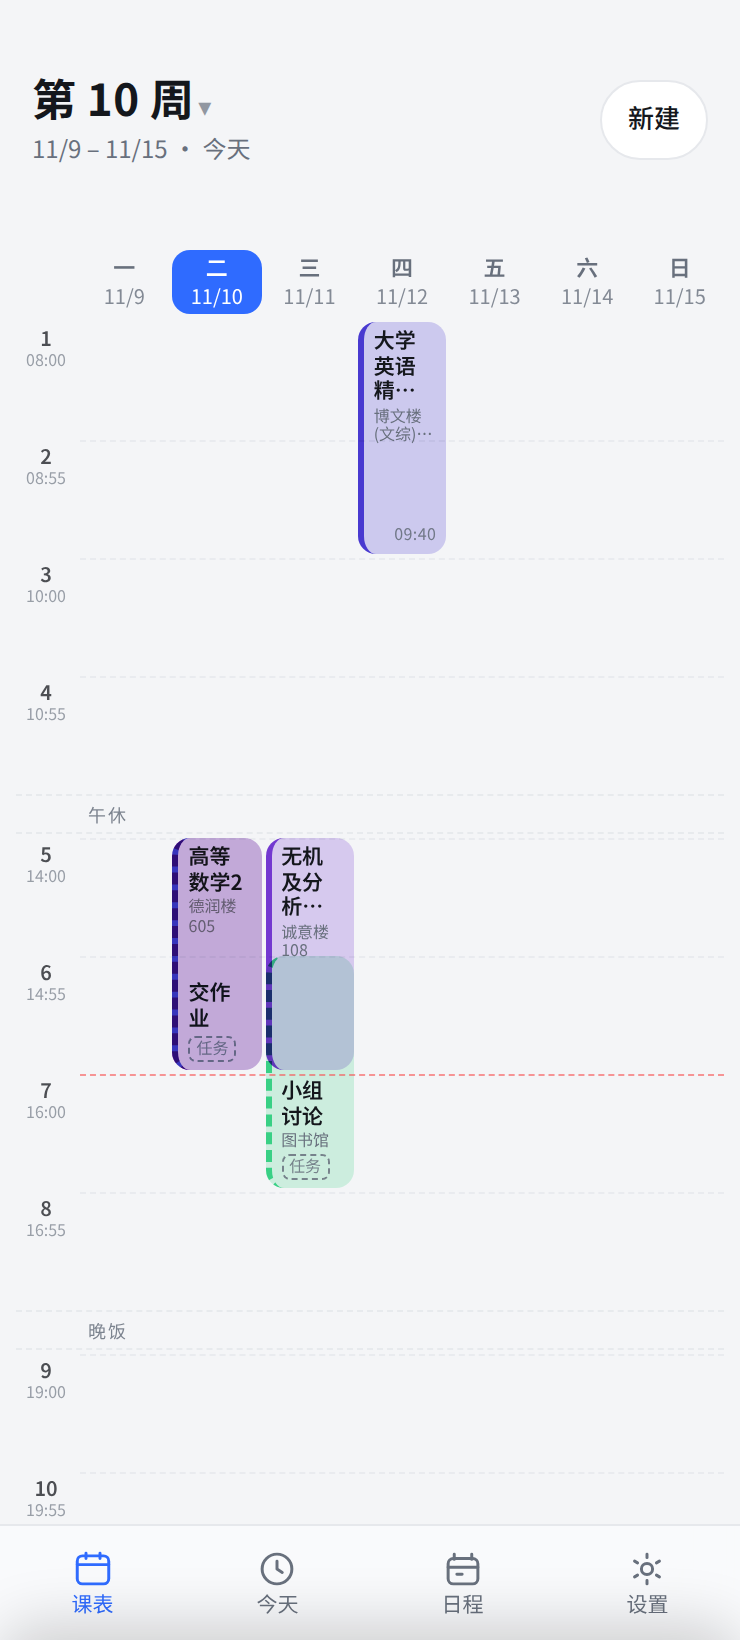 第 10 周 ▾
11/9 – 11/15 · 今天
新建
一 二 三 四 五 六 日
11/9 11/10 11/11 11/12 11/13 11/14 11/15
1
08:00
大学
英语
精…
博文楼
(文综)…
09:40
2
08:55
3
10:00
4
10:55
午休
5
14:00
高等
数学2
德润楼
605
无机
及分
析…
诚意楼
108
6
14:55
交作
业
任务
7
16:00
小组
讨论
图书馆
任务
8
16:55
晚饭
9
19:00
10
19:55
课表 今天 日程 设置